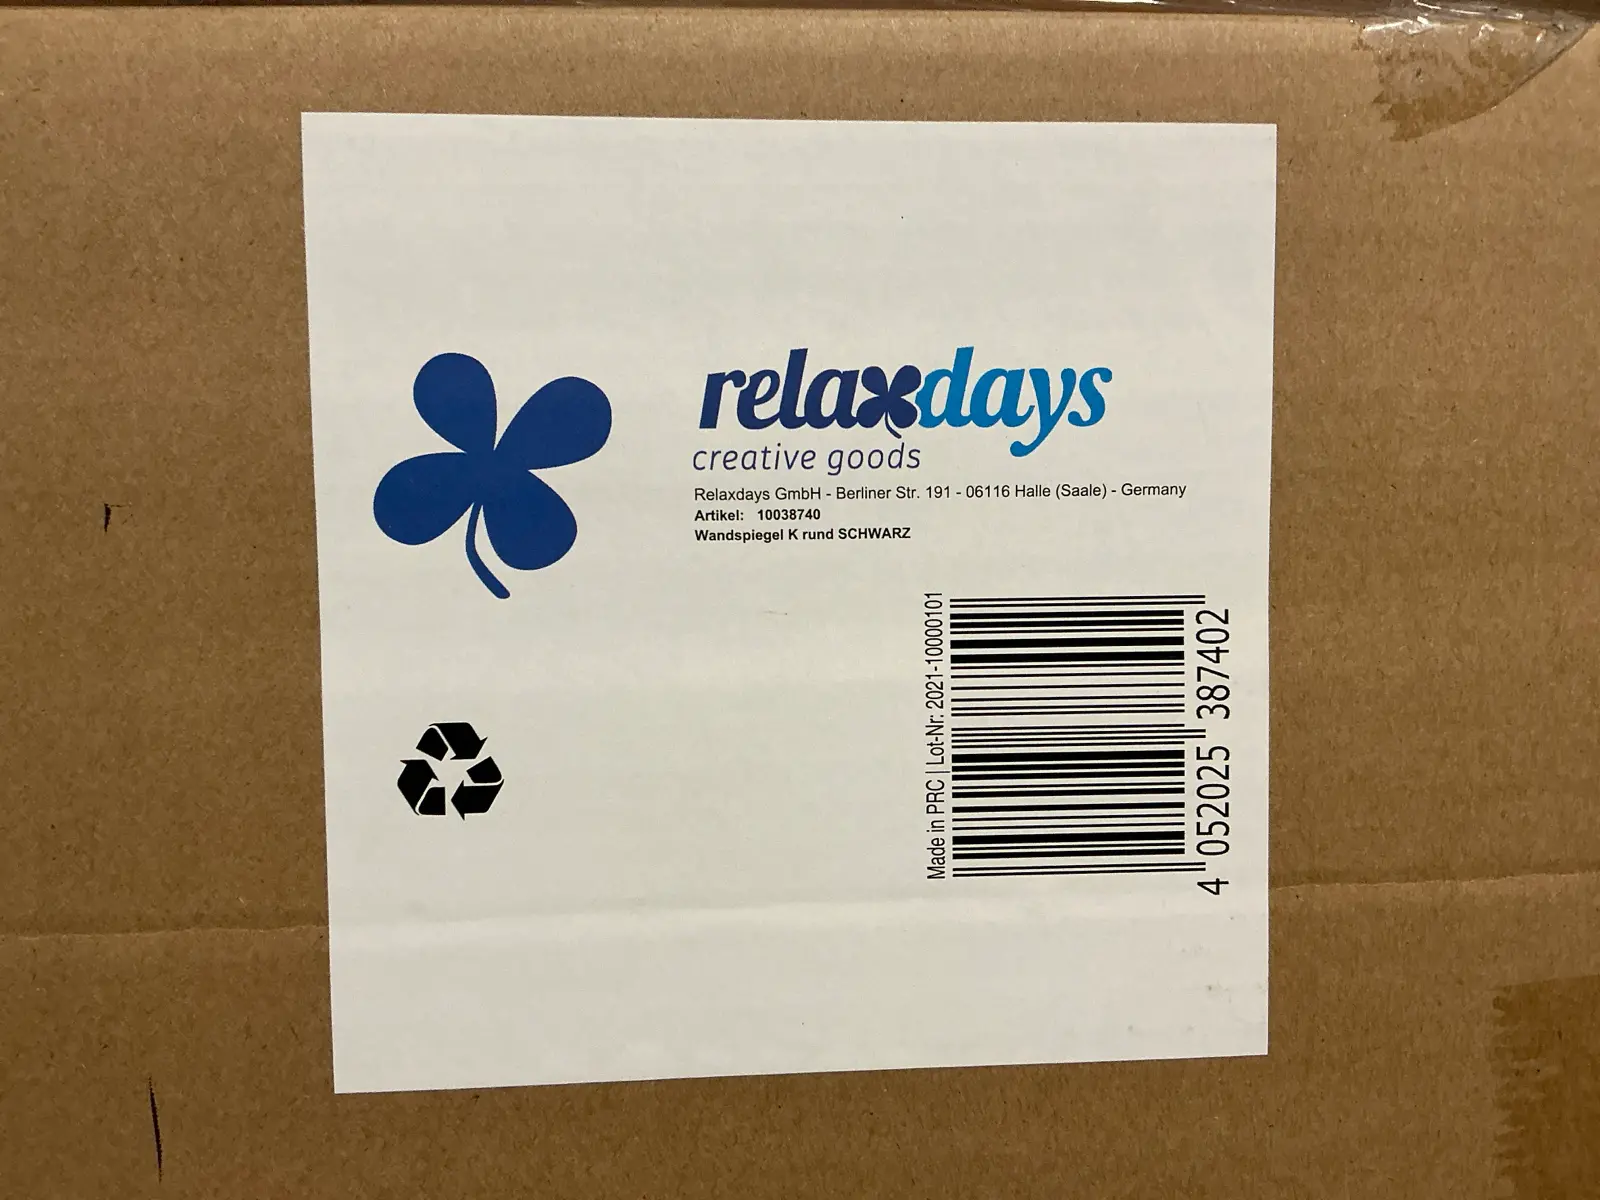 relaxdays
creative goods
Relaxdays GmbH - Berliner Str. 191 - 06116 Halle (Saale) - Germany
Artikel: 10038740
Wandspiegel K rund SCHWARZ
Made in PRC | Lot-Nr: 2021-10000101
4 052025 387402